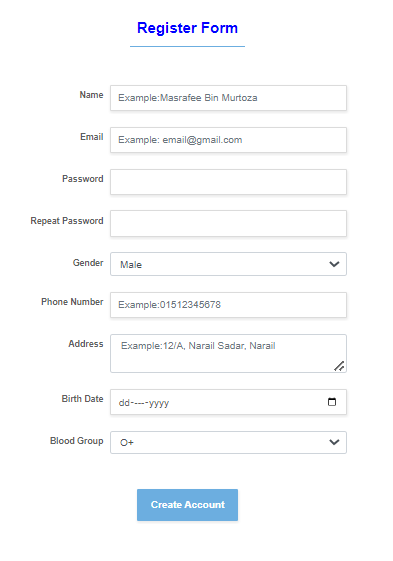 Register Form
Name Example:Masrafee Bin Murtoza
Email Example: email@gmail.com
Password
Repeat Password
Gender Male
Phone Number Example:01512345678
Address Example:12/A, Narail Sadar, Narail
Birth Date dd----yyyy
Blood Group O+
Create Account